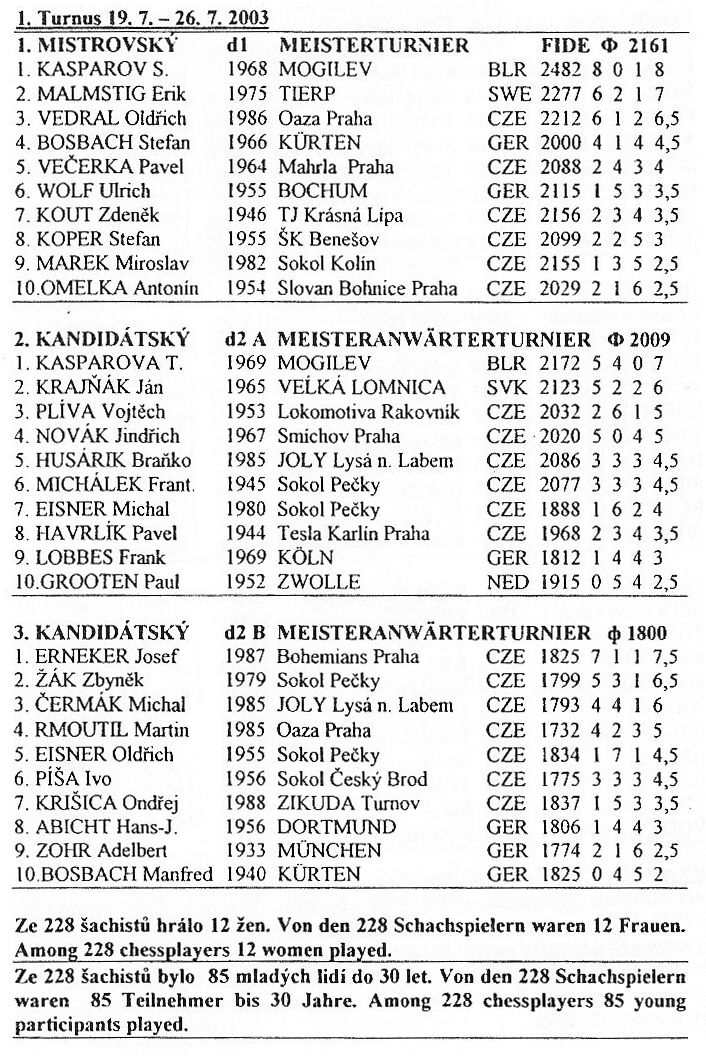 1. Turnus 19. 7. – 26. 7. 2003
1. MISTROVSKÝ d1 MEISTERTURNIER FIDE Φ 2161
1. KASPAROV S. 1968 MOGILEV BLR 2482 8 0 1 8
2. MALMSTIG Erik 1975 TIERP SWE 2277 6 2 1 7
3. VEDRAL Oldřich 1986 Oaza Praha CZE 2212 6 1 2 6,5
4. BOSBACH Stefan 1966 KÜRTEN GER 2000 4 1 4 4,5
5. VEČERKA Pavel 1964 Mahrla Praha CZE 2088 2 4 3 4
6. WOLF Ulrich 1955 BOCHUM GER 2115 1 5 3 3,5
7. KOUT Zdeněk 1946 TJ Krásná Lípa CZE 2156 2 3 4 3,5
8. KOPER Stefan 1955 ŠK Benešov CZE 2099 2 2 5 3
9. MAREK Miroslav 1982 Sokol Kolín CZE 2155 1 3 5 2,5
10.OMELKA Antonín 1954 Slovan Bohnice Praha CZE 2029 2 1 6 2,5
2. KANDIDÁTSKÝ d2 A MEISTERANWÄRTERTURNIER Φ 2009
1. KASPAROVA T. 1969 MOGILEV BLR 2172 5 4 0 7
2. KRAJŇÁK Ján 1965 VEĽKÁ LOMNICA SVK 2123 5 2 2 6
3. PLÍVA Vojtěch 1953 Lokomotiva Rakovník CZE 2032 2 6 1 5
4. NOVÁK Jindřich 1967 Smíchov Praha CZE 2020 5 0 4 5
5. HUSÁRIK Braňko 1985 JOLY Lysá n. Labem CZE 2086 3 3 3 4,5
6. MICHÁLEK Frant. 1945 Sokol Pečky CZE 2077 3 3 3 4,5
7. EISNER Michal 1980 Sokol Pečky CZE 1888 1 6 2 4
8. HAVRLÍK Pavel 1944 Tesla Karlín Praha CZE 1968 2 3 4 3,5
9. LOBBES Frank 1969 KÖLN GER 1812 1 4 4 3
10.GROOTEN Paul 1952 ZWOLLE NED 1915 0 5 4 2,5
3. KANDIDÁTSKÝ d2 B MEISTERANWÄRTERTURNIER ф 1800
1. ERNEKER Josef 1987 Bohemians Praha CZE 1825 7 1 1 7,5
2. ŽÁK Zbyněk 1979 Sokol Pečky CZE 1799 5 3 1 6,5
3. ČERMÁK Michal 1985 JOLY Lysá n. Labem CZE 1793 4 4 1 6
4. RMOUTIL Martin 1985 Oaza Praha CZE 1732 4 2 3 5
5. EISNER Oldřich 1955 Sokol Pečky CZE 1834 1 7 1 4,5
6. PÍŠA Ivo 1956 Sokol Český Brod CZE 1775 3 3 3 4,5
7. KRIŠICA Ondřej 1988 ZIKUDA Turnov CZE 1837 1 5 3 3,5
8. ABICHT Hans-J. 1956 DORTMUND GER 1806 1 4 4 3
9. ZOHR Adelbert 1933 MÜNCHEN GER 1774 2 1 6 2,5
10.BOSBACH Manfred 1940 KÜRTEN GER 1825 0 4 5 2
Ze 228 šachistů hrálo 12 žen. Von den 228 Schachspielern waren 12 Frauen.
Among 228 chessplayers 12 women played.
Ze 228 šachistů bylo 85 mladých lidí do 30 let. Von den 228 Schachspielern
waren 85 Teilnehmer bis 30 Jahre. Among 228 chessplayers 85 young
participants played.